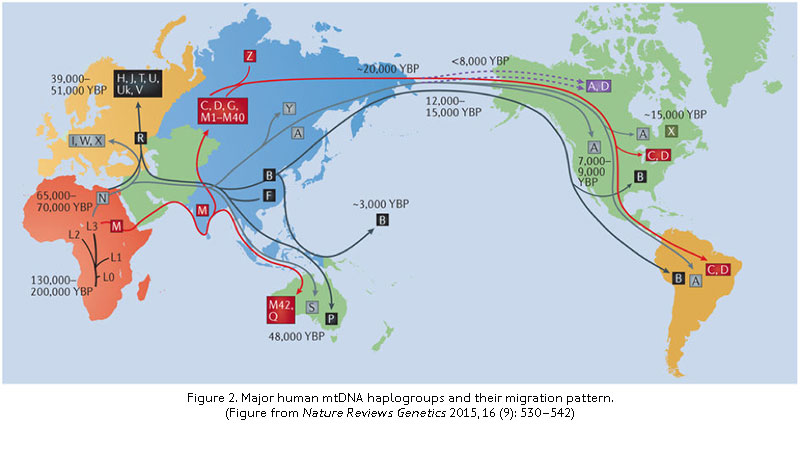 39,000–
51,000 YBP
H, J, T, U,
Uk, V
Z
~20,000 YBP
<8,000 YBP
A, D
C, D, G,
M1–M40
12,000–
15,000 YBP
~15,000 YBP
Y
A
A
X
R
I, W, X
A
7,000–
9,000
YBP
C, D
B
B
65,000–
70,000 YBP
N
F
M
~3,000 YBP
B
L3
M
L2
L1
L0
130,000–
200,000 YBP
B
A
C, D
M42,
Q
S
P
48,000 YBP
Figure 2. Major human mtDNA haplogroups and their migration pattern.
(Figure from Nature Reviews Genetics 2015, 16 (9): 530–542)